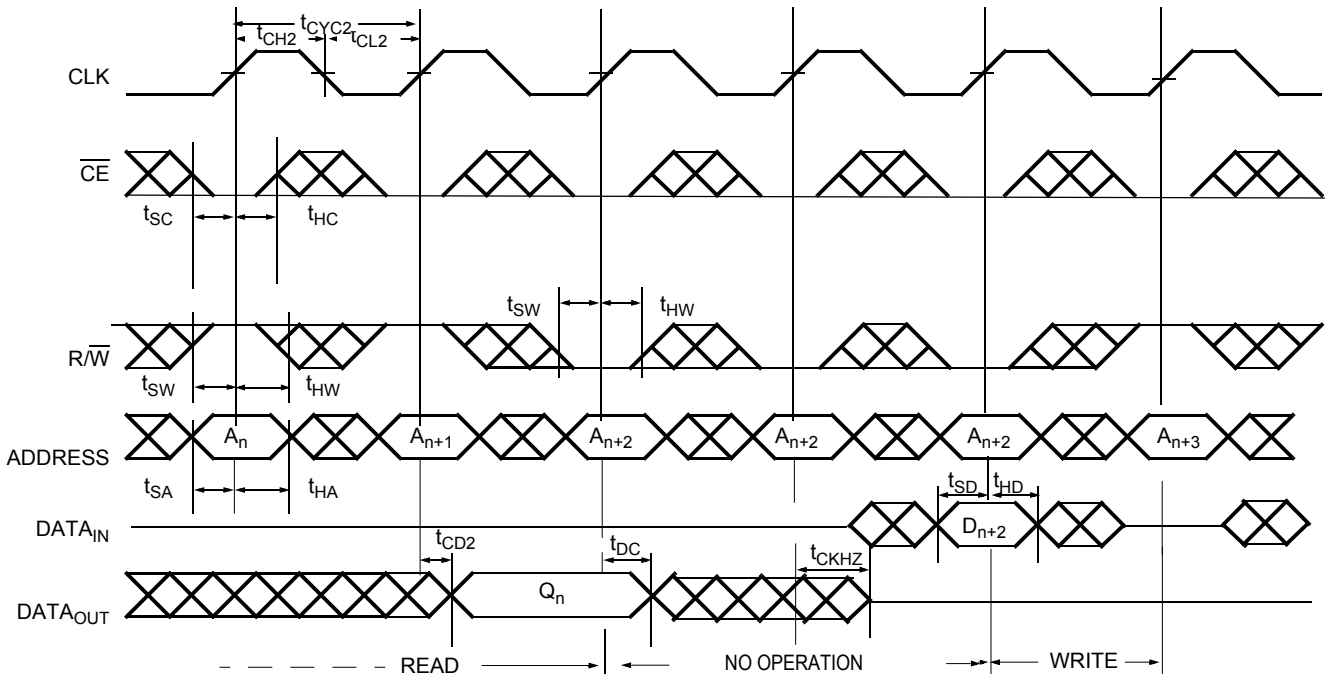 tCYC2
tCH2 tCL2
CLK
CE
tSC tHC
tSW tHW
R/W
tSW tHW
An An+1 An+2 An+2 An+2 An+3
ADDRESS
tSA tHA tSD tHD
DATAIN Dn+2
tCD2 tDC tCKHZ
DATAOUT Qn
READ NO OPERATION WRITE